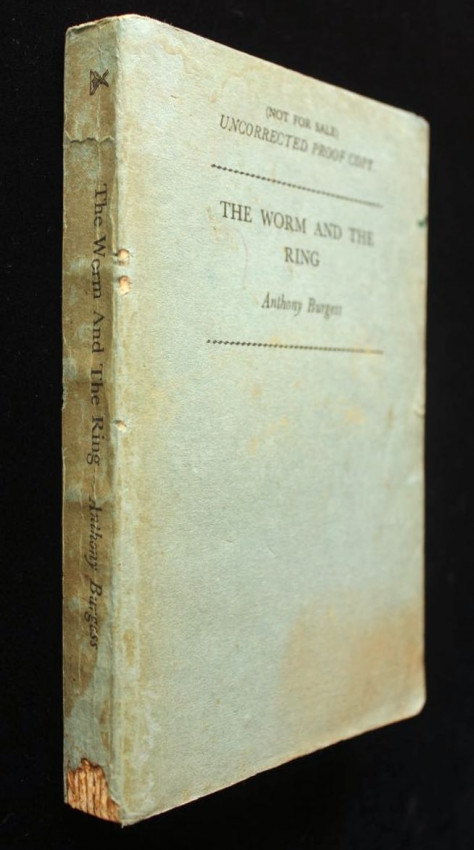 (NOT FOR SALE)
UNCORRECTED PROOF COPY
THE WORM AND THE
RING
Anthony Burgess
The Worm And The Ring Anthony Burgess